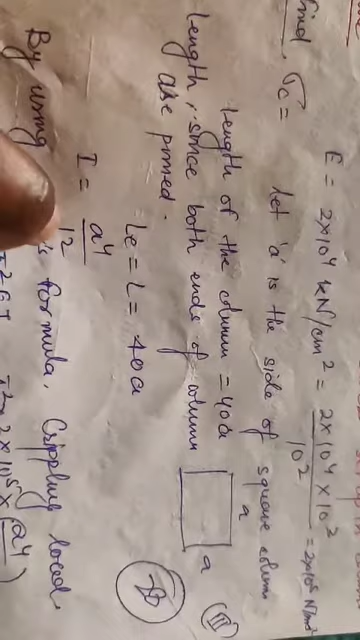 find, σc =
E = 2×10⁴ kN/cm² = 2×10⁴×10³/10² = 2×10⁵ N/mm²
Let 'a' is the side of square column
length of the column = 40a
length, since both ends of column
are pinned.
a
a
Le = L = 40a
I = a⁴/12
By using formula, Crippling load.